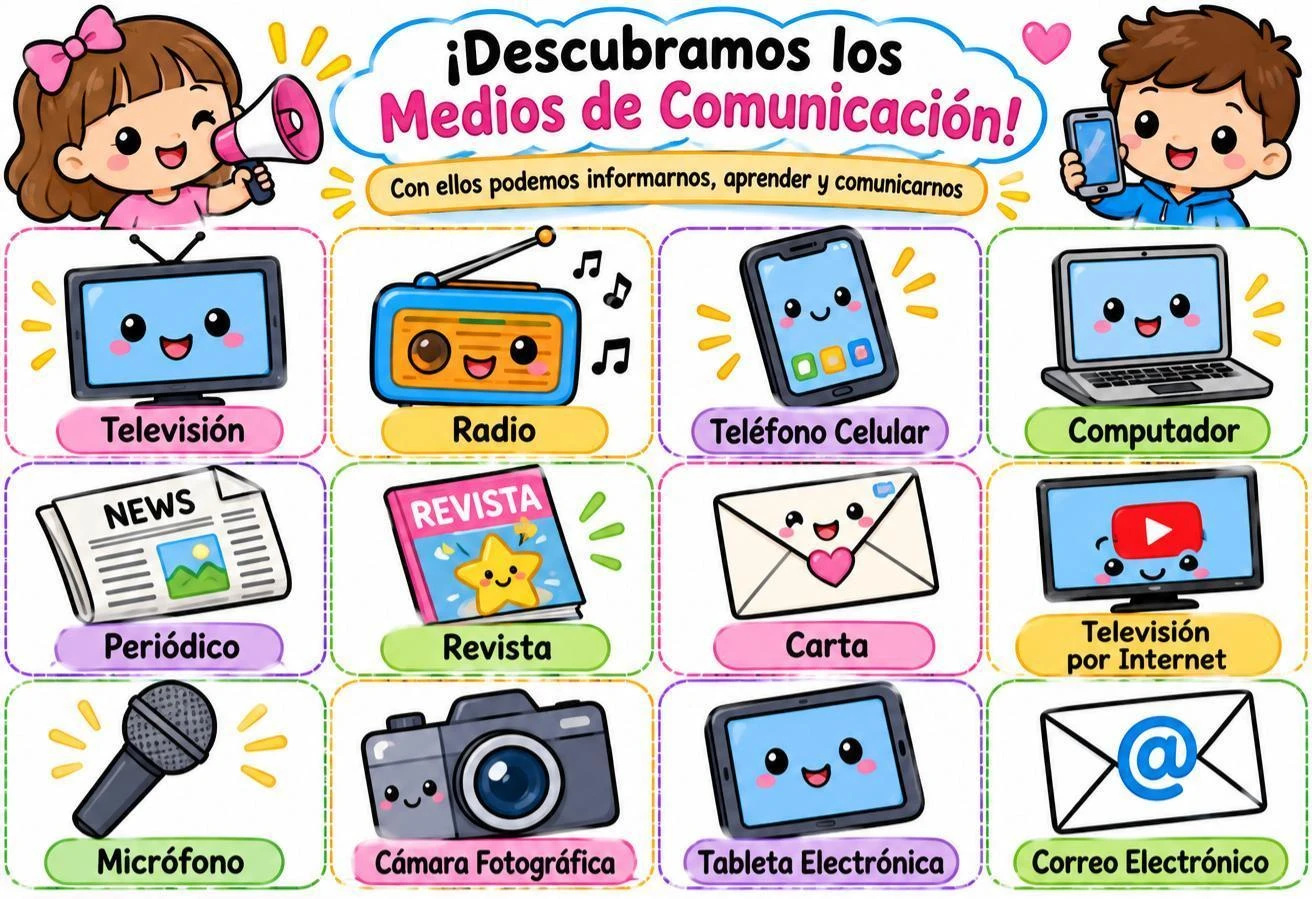 ¡Descubramos los
Medios de Comunicación!
Con ellos podemos informarnos, aprender y comunicarnos
Televisión
Radio
Teléfono Celular
Computador
NEWS
Periódico
REVISTA
Revista
Carta
Televisión
por Internet
Micrófono
Cámara Fotográfica
Tableta Electrónica
@
Correo Electrónico